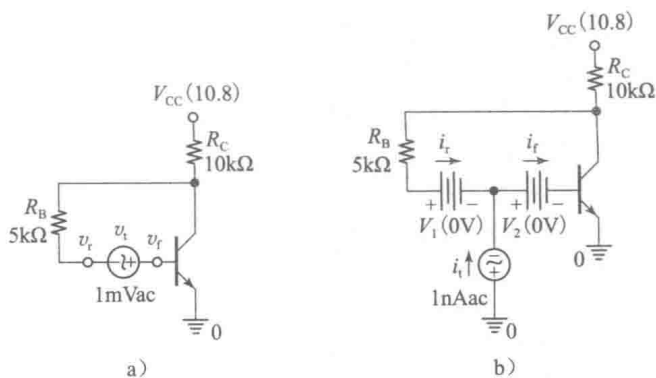 V_CC(10.8)
R_C
10kΩ
R_B
5kΩ
v_r
v_t
v_f
1mVac
0
a）
V_CC(10.8)
R_C
10kΩ
R_B
5kΩ
i_r
i_f
+
−
+
−
V_1(0V)
V_2(0V)
i_t
−
+
1nAac
0
0
b）